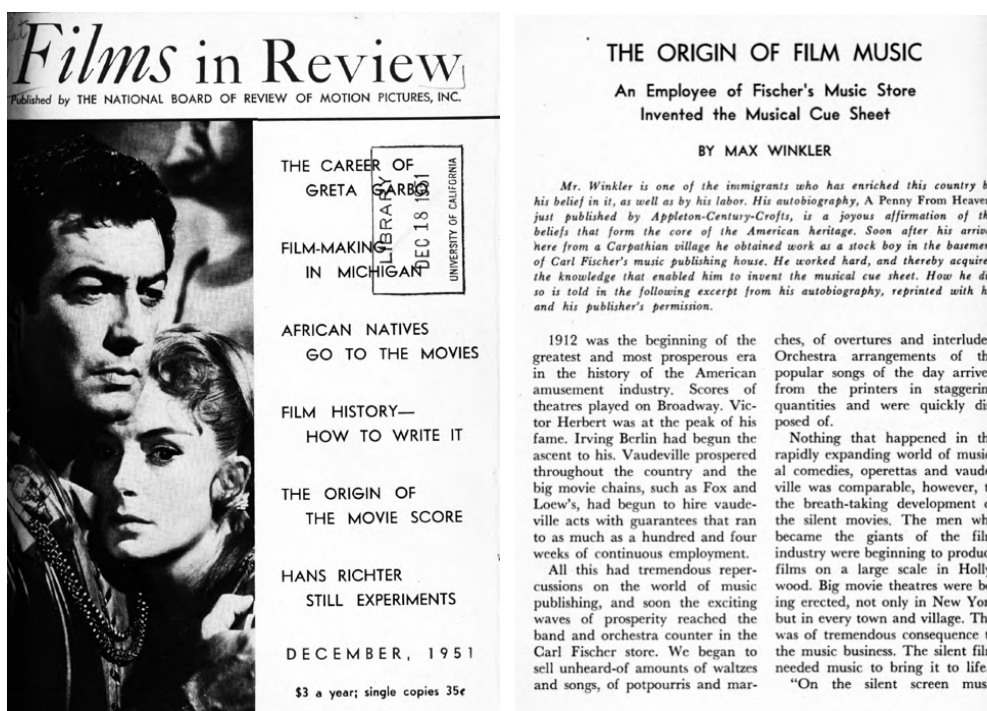 Films in Review
Published by THE NATIONAL BOARD OF REVIEW OF MOTION PICTURES, INC.
THE CAREER OF
GRETA GARBO
FILM-MAKING
IN MICHIGAN
AFRICAN NATIVES
GO TO THE MOVIES
FILM HISTORY—
HOW TO WRITE IT
THE ORIGIN OF
THE MOVIE SCORE
HANS RICHTER
STILL EXPERIMENTS
DECEMBER, 1951
$3 a year; single copies 35¢
LIBRARY
DEC 18 1951
UNIVERSITY OF CALIFORNIA
THE ORIGIN OF FILM MUSIC
An Employee of Fischer's Music Store
Invented the Musical Cue Sheet
BY MAX WINKLER
Mr. Winkler is one of the immigrants who has enriched this country b
his belief in it, as well as by his labor. His autobiography, A Penny From Heaven
just published by Appleton-Century-Crofts, is a joyous affirmation of th
beliefs that form the core of the American heritage. Soon after his arriva
here from a Carpathian village he obtained work as a stock boy in the basemen
of Carl Fischer's music publishing house. He worked hard, and thereby acquire
the knowledge that enabled him to invent the musical cue sheet. How he di
so is told in the following excerpt from his autobiography, reprinted with h
and his publisher's permission.
1912 was the beginning of the
greatest and most prosperous era
in the history of the American
amusement industry. Scores of
theatres played on Broadway. Vic-
tor Herbert was at the peak of his
fame. Irving Berlin had begun the
ascent to his. Vaudeville prospered
throughout the country and the
big movie chains, such as Fox and
Loew's, had begun to hire vaude-
ville acts with guarantees that ran
to as much as a hundred and four
weeks of continuous employment.
All this had tremendous reper-
cussions on the world of music
publishing, and soon the exciting
waves of prosperity reached the
band and orchestra counter in the
Carl Fischer store. We began to
sell unheard-of amounts of waltzes
and songs, of potpourris and mar-
ches, of overtures and interlude
Orchestra arrangements of th
popular songs of the day arrive
from the printers in staggerin
quantities and were quickly di
posed of.
Nothing that happened in th
rapidly expanding world of music
al comedies, operettas and vaude
ville was comparable, however, t
the breath-taking development o
the silent movies. The men wh
became the giants of the film
industry were beginning to produc
films on a large scale in Holly
wood. Big movie theatres were be
ing erected, not only in New Yor
but in every town and village. Th
was of tremendous consequence t
the music business. The silent fil
needed music to bring it to life.
"On the silent screen mus